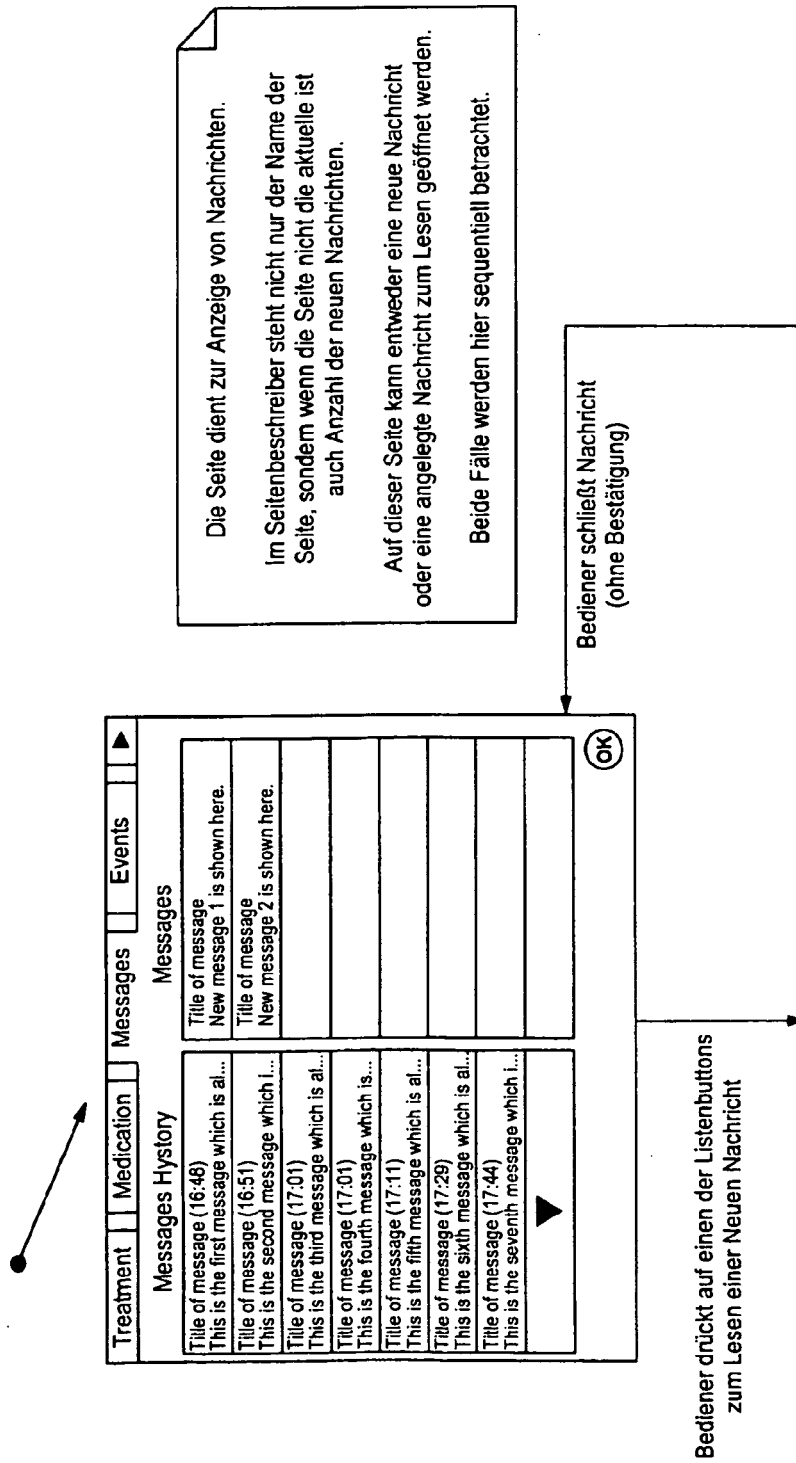 Treatment
Medication
Messages
Events
Messages Hystory
Title of message (16:48)
This is the first message which is al...
Title of message (16:51)
This is the second message which i...
Title of message (17:01)
This is the third message which is al...
Title of message (17:01)
This is the fourth message which is...
Title of message (17:11)
This is the fifth message which is al...
Title of message (17:29)
This is the sixth message which is al...
Title of message (17:44)
This is the seventh message which i...
Messages
Title of message
New message 1 is shown here.
Title of message
New message 2 is shown here.
OK
Die Seite dient zur Anzeige von Nachrichten.
Im Seitenbeschreiber steht nicht nur der Name der
Seite, sondern wenn die Seite nicht die aktuelle ist
auch Anzahl der neuen Nachrichten.
Auf dieser Seite kann entweder eine neue Nachricht
oder eine angelegte Nachricht zum Lesen geöffnet werden.
Beide Fälle werden hier sequentiell betrachtet.
Bediener schließt Nachricht
(ohne Bestätigung)
Bediener drückt auf einen der Listenbuttons
zum Lesen einer Neuen Nachricht